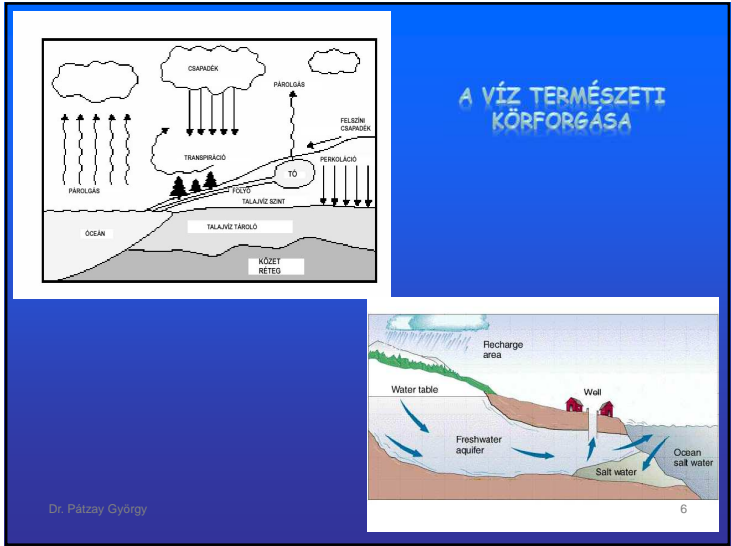 A VÍZ TERMÉSZETI
KÖRFORGÁSA
CSAPADÉK
PÁROLGÁS
FELSZÍNI
CSAPADÉK
TRANSPIRÁCIÓ
PERKOLÁCIÓ
TÓ
PÁROLGÁS
FOLYÓ
TALAJVÍZ SZINT
ÓCEÁN
TALAJVÍZ TÁROLÓ
KŐZET
RÉTEG
Recharge
area
Water table
Well
Freshwater
aquifer
Ocean
salt water
Salt water
Dr. Pátzay György
6